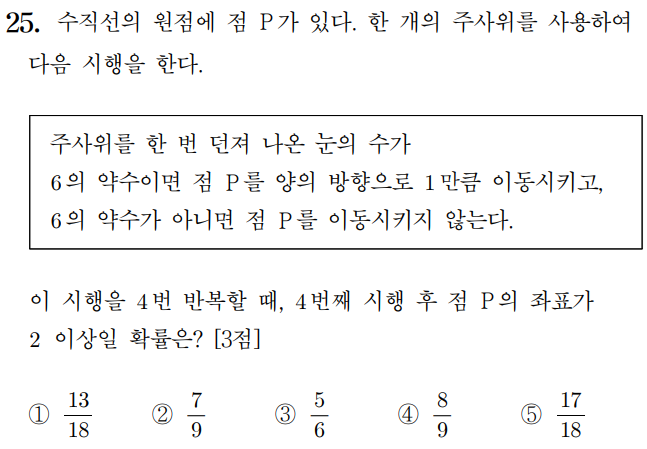 25. 수직선의 원점에 점 P가 있다. 한 개의 주사위를 사용하여
다음 시행을 한다.
주사위를 한 번 던져 나온 눈의 수가
6의 약수이면 점 P를 양의 방향으로 1만큼 이동시키고,
6의 약수가 아니면 점 P를 이동시키지 않는다.
이 시행을 4번 반복할 때, 4번째 시행 후 점 P의 좌표가
2 이상일 확률은? [3점]
① 13/18 ② 7/9 ③ 5/6 ④ 8/9 ⑤ 17/18